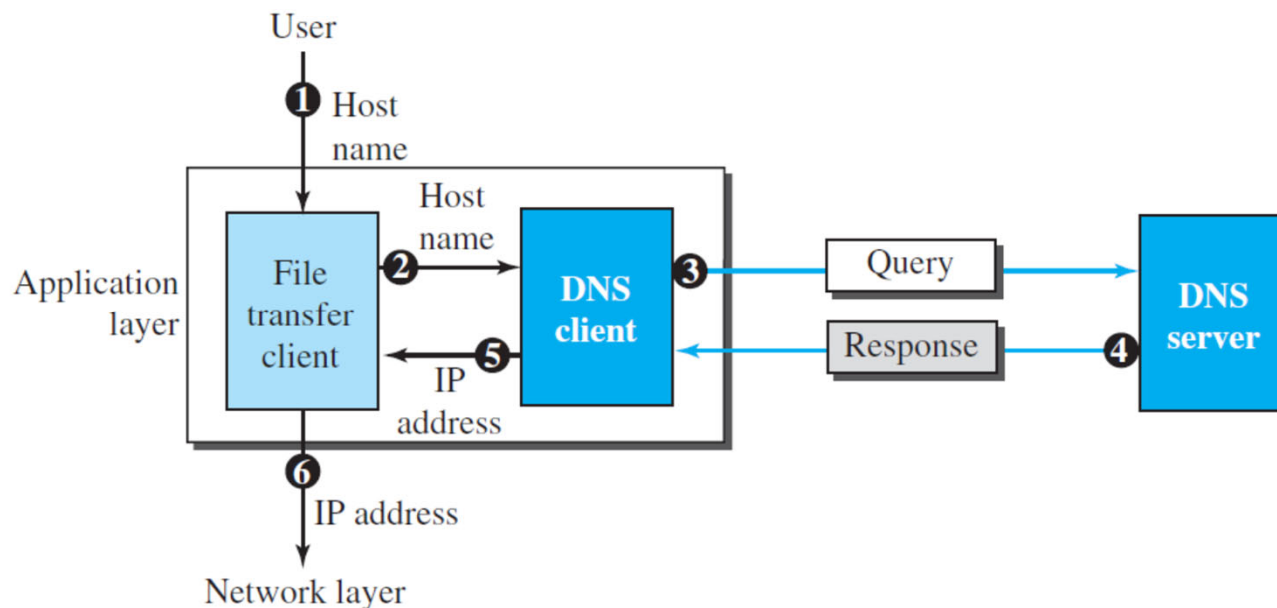 User
1
Host
name
Host
name
2
3
Query
Application
layer
File
transfer
client
DNS
client
DNS
server
Response
4
5
IP
address
6
IP address
Network layer